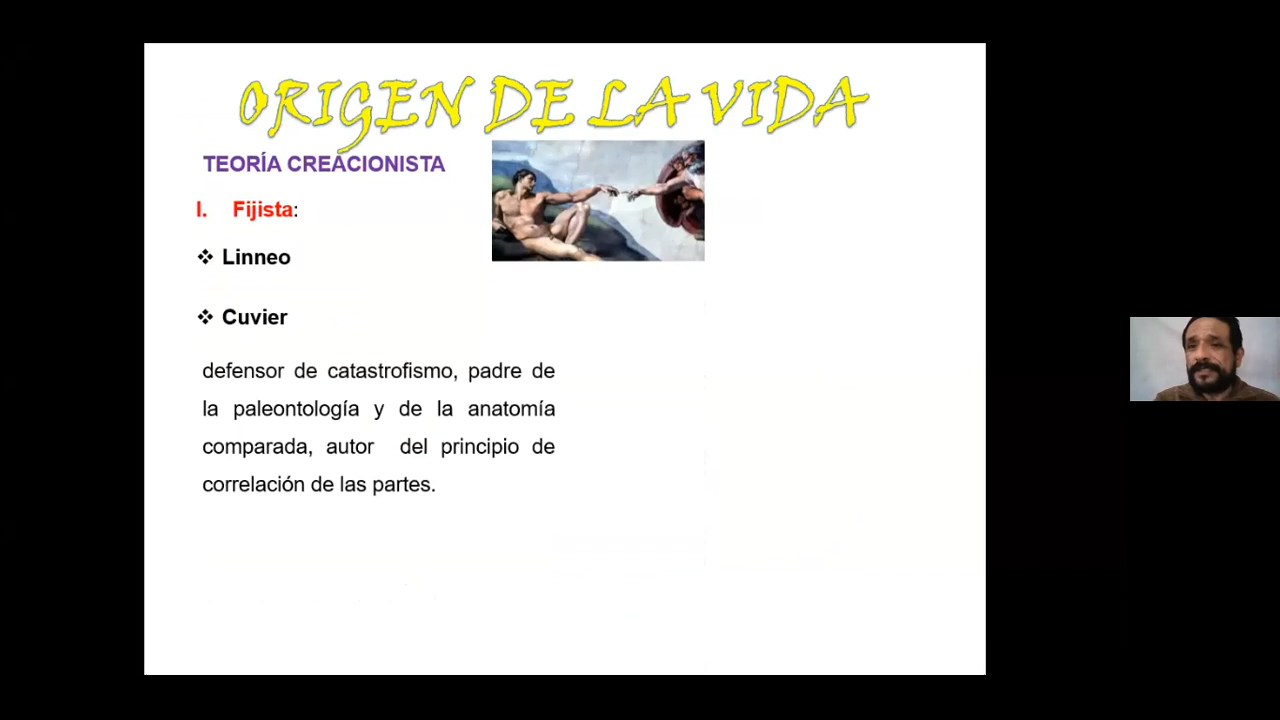 ORIGEN DE LA VIDA
TEORÍA CREACIONISTA
I. Fijista:
❖ Linneo
❖ Cuvier
defensor de catastrofismo, padre de
la paleontología y de la anatomía
comparada, autor del principio de
correlación de las partes.